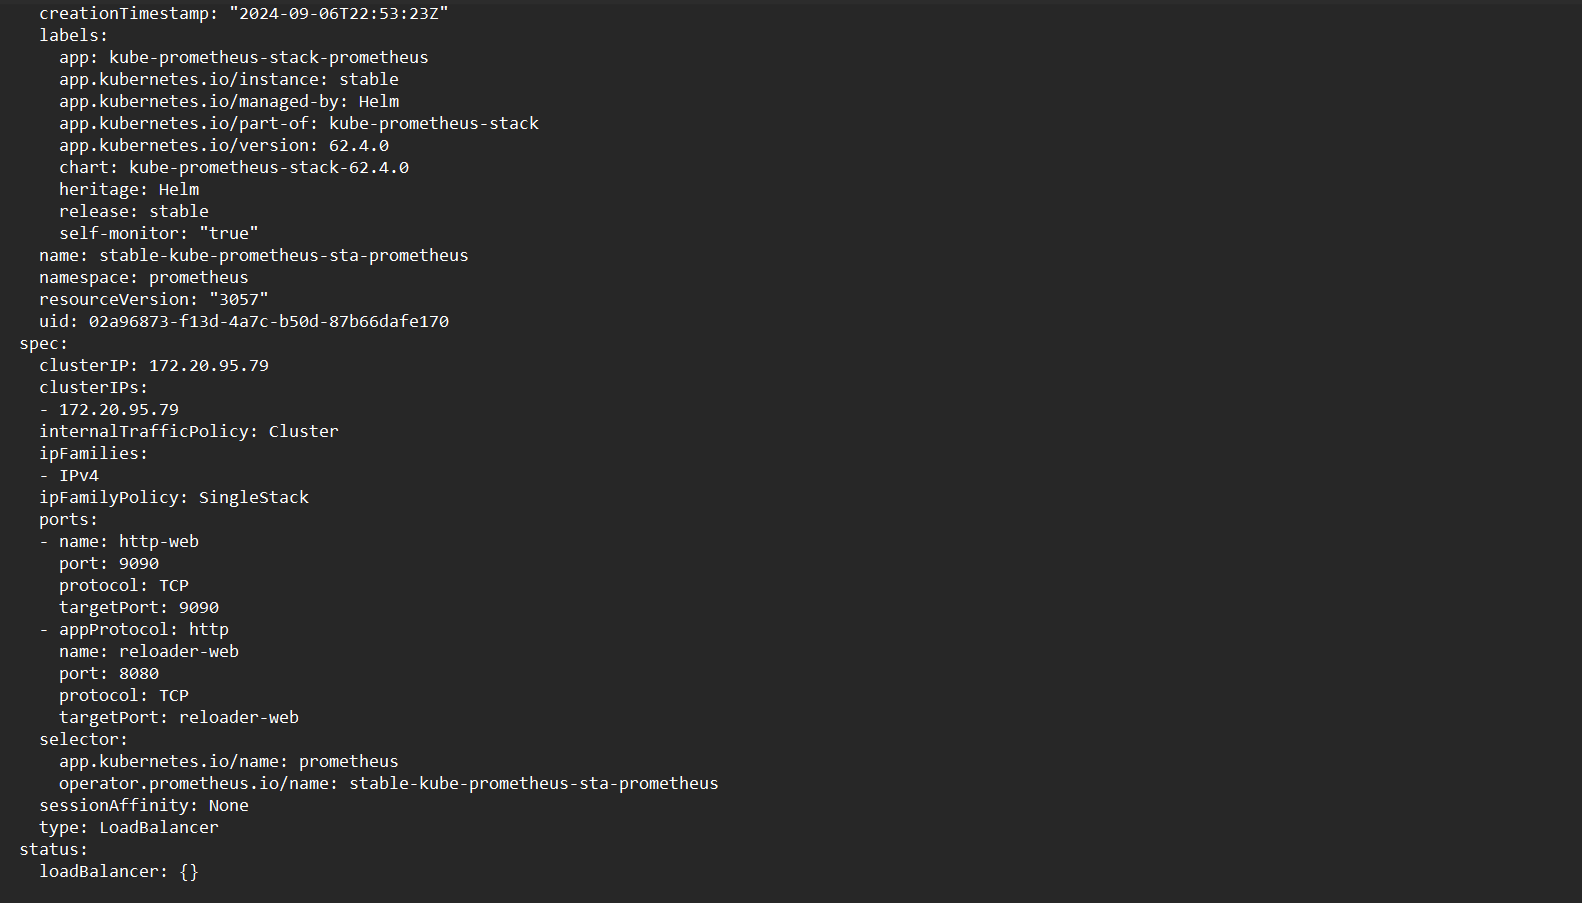 creationTimestamp: "2024-09-06T22:53:23Z"
labels:
app: kube-prometheus-stack-prometheus
app.kubernetes.io/instance: stable
app.kubernetes.io/managed-by: Helm
app.kubernetes.io/part-of: kube-prometheus-stack
app.kubernetes.io/version: 62.4.0
chart: kube-prometheus-stack-62.4.0
heritage: Helm
release: stable
self-monitor: "true"
name: stable-kube-prometheus-sta-prometheus
namespace: prometheus
resourceVersion: "3057"
uid: 02a96873-f13d-4a7c-b50d-87b66dafe170
spec:
clusterIP: 172.20.95.79
clusterIPs:
- 172.20.95.79
internalTrafficPolicy: Cluster
ipFamilies:
- IPv4
ipFamilyPolicy: SingleStack
ports:
- name: http-web
port: 9090
protocol: TCP
targetPort: 9090
- appProtocol: http
name: reloader-web
port: 8080
protocol: TCP
targetPort: reloader-web
selector:
app.kubernetes.io/name: prometheus
operator.prometheus.io/name: stable-kube-prometheus-sta-prometheus
sessionAffinity: None
type: LoadBalancer
status:
loadBalancer: {}